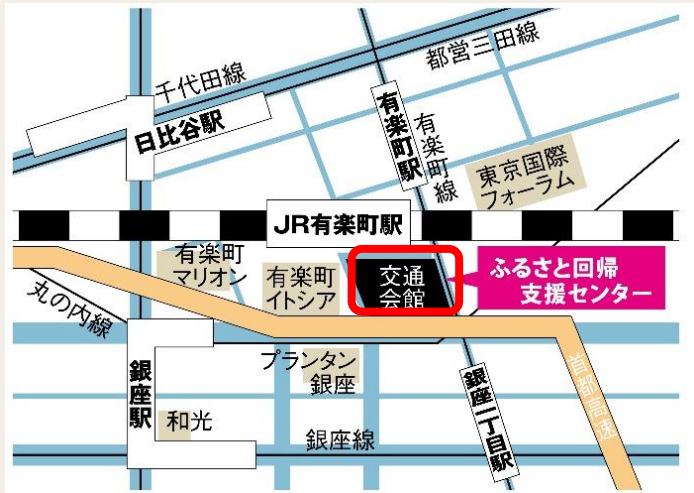 千代田線
都営三田線
日比谷駅
有楽町駅
有楽町線
東京国際
フォーラム
JR有楽町駅
有楽町
マリオン
有楽町
イトシア
交通
会館
ふるさと回帰
支援センター
丸の内線
プランタン
銀座
銀座駅
和光
銀座線
銀座一丁目駅
首都高速